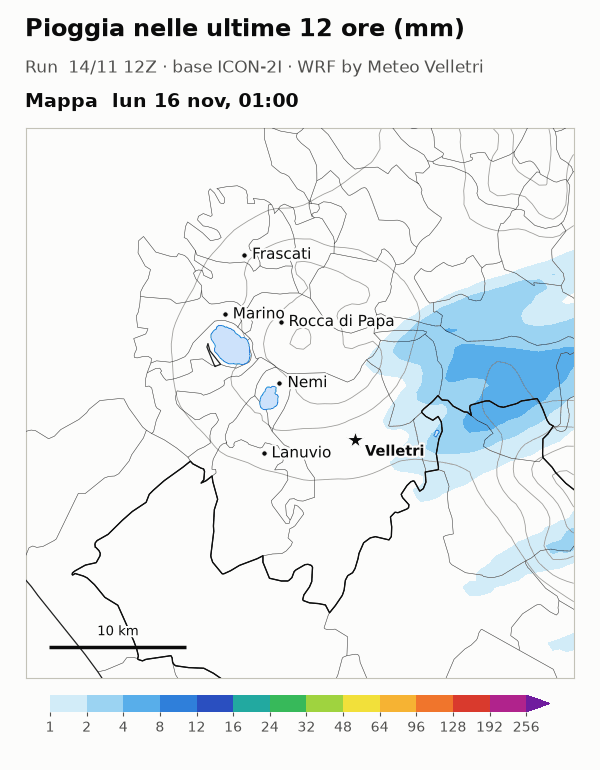 Pioggia nelle ultime 12 ore (mm)
Run  14/11 12Z · base ICON-2I · WRF by Meteo Velletri
Mappa  lun 16 nov, 01:00
Frascati
Marino
Rocca di Papa
Nemi
Velletri
Lanuvio
10 km
1 2 4 8 12 16 24 32 48 64 96 128 192 256